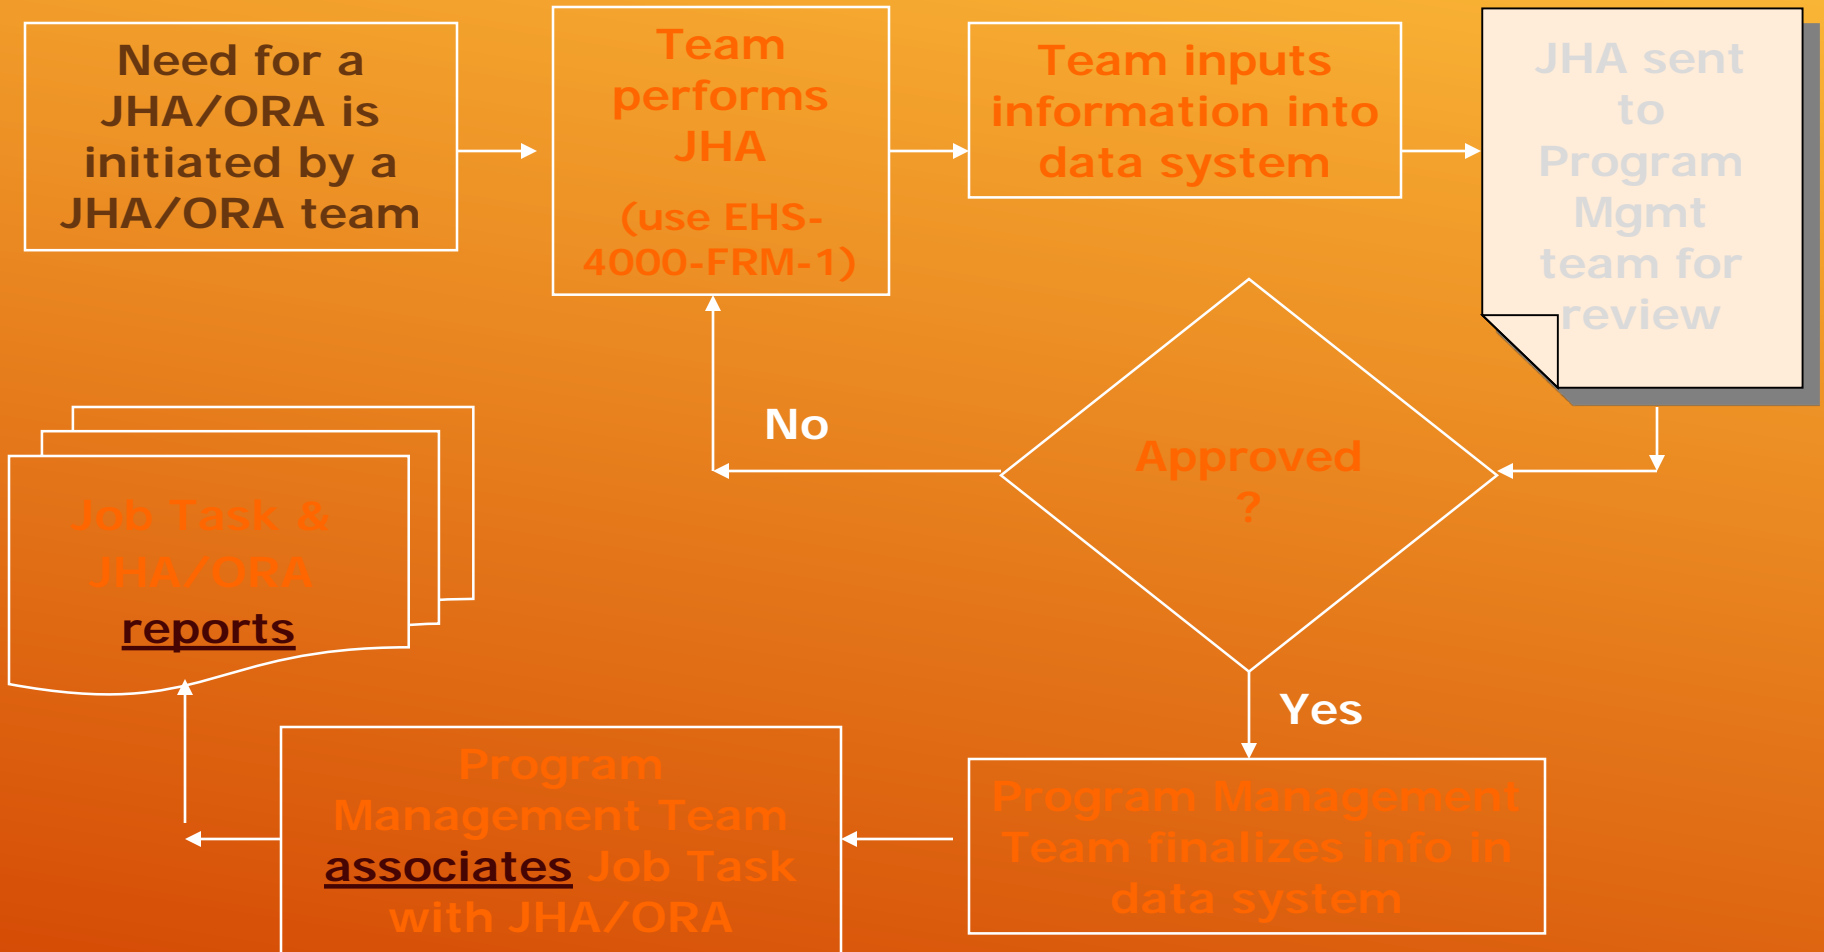 Need for a
JHA/ORA is
initiated by a
JHA/ORA team
Team
performs
JHA
(use EHS-
4000-FRM-1)
Team inputs
information into
data system
JHA sent
to
Program
Mgmt
team for
review
No
Approved
?
Yes
Job Task &
JHA/ORA
reports
Program
Management Team
associates Job Task
with JHA/ORA
Program Management
Team finalizes info in
data system